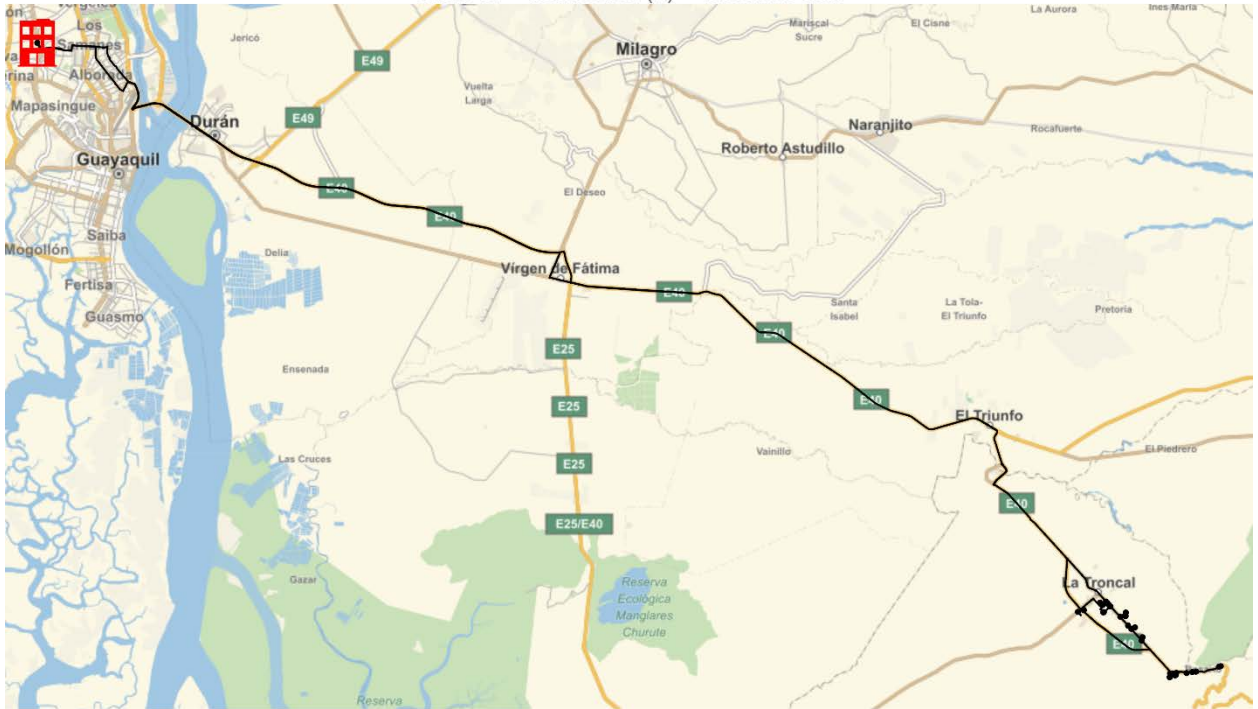 La Aurora
Ines Maria
El Cisne
Mariscal
Sucre
Los
Samanes
Jericó
Milagro
E49
Alborada
Vuelta
Larga
Mapasingue
Durán
E49
Naranjito
Rocafuerte
Roberto Astudillo
Guayaquil
E40
El Deseo
E40
Saiba
Mogollón
Delia
Vírgen de Fátima
Fertisa
E40
Guasmo
Santa
Isabel
La Tola-
El Triunfo
Pretoria
E40
E25
Ensenada
E40
E25
El Triunfo
Vainillo
El Piedrero
Las Cruces
E25
E40
E25/E40
Gazar
Reserva
Ecológica
Manglares
Churute
La Troncal
E40
Reserva